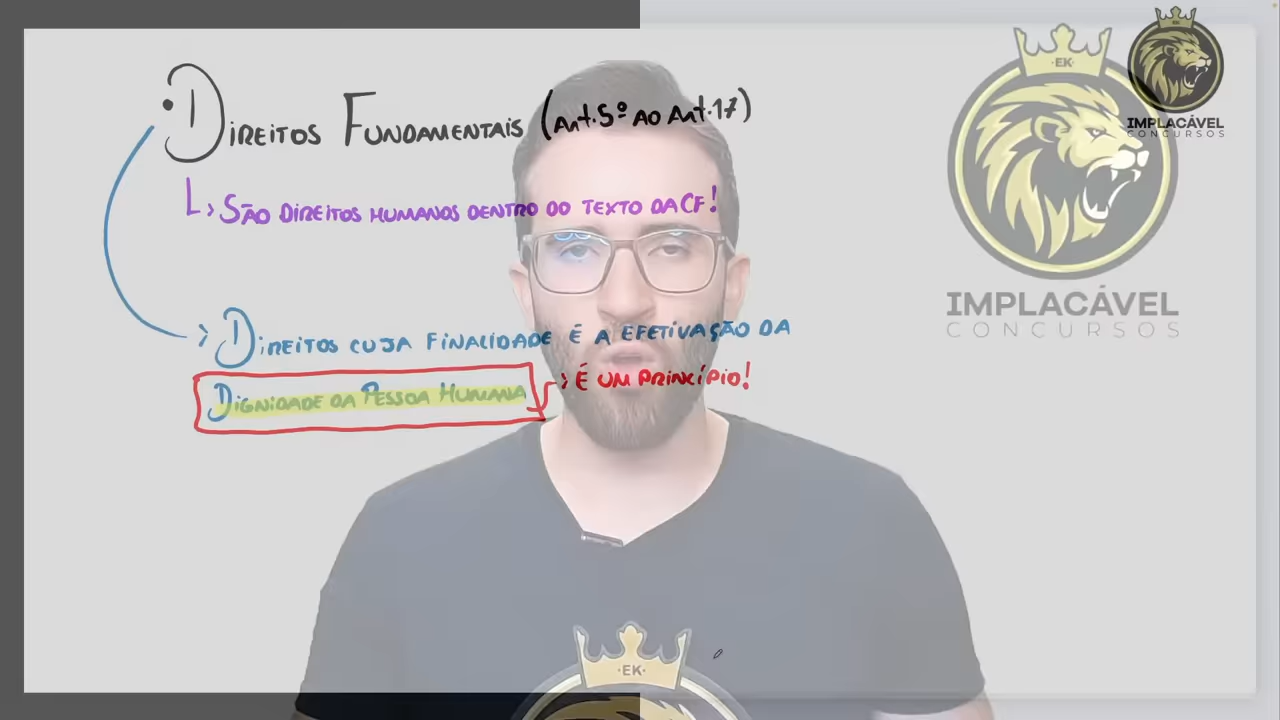 • Direitos Fundamentais (Art. 5º ao Art. 17)
↳ São direitos humanos dentro do texto da CF!
> Direitos cuja finalidade é a efetivação da
Dignidade da Pessoa Humana > É um princípio!
·EK·
IMPLACÁVEL
CONCURSOS
EK
IMPLACÁVEL
CONCURSOS
·EK·